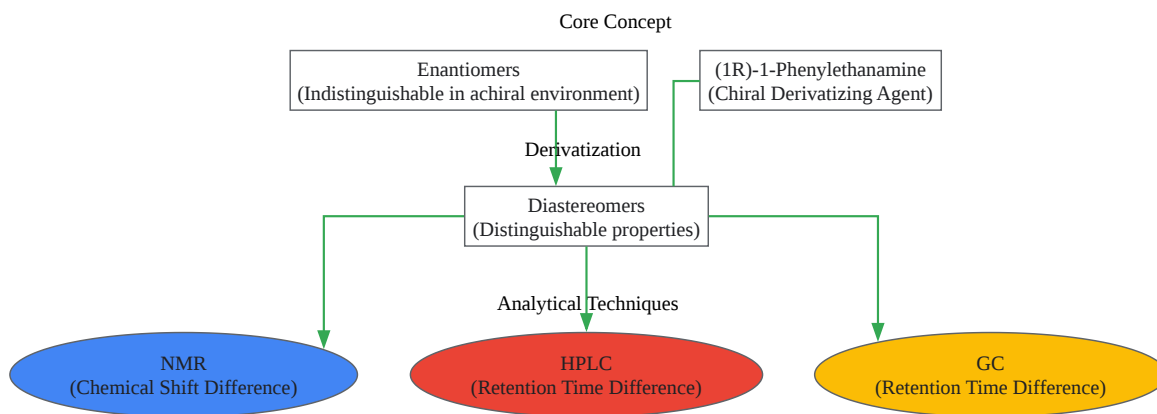 Core Concept
Enantiomers
(Indistinguishable in achiral environment)
(1R)-1-Phenylethanamine
(Chiral Derivatizing Agent)
Derivatization
Diastereomers
(Distinguishable properties)
Analytical Techniques
NMR
(Chemical Shift Difference)
HPLC
(Retention Time Difference)
GC
(Retention Time Difference)